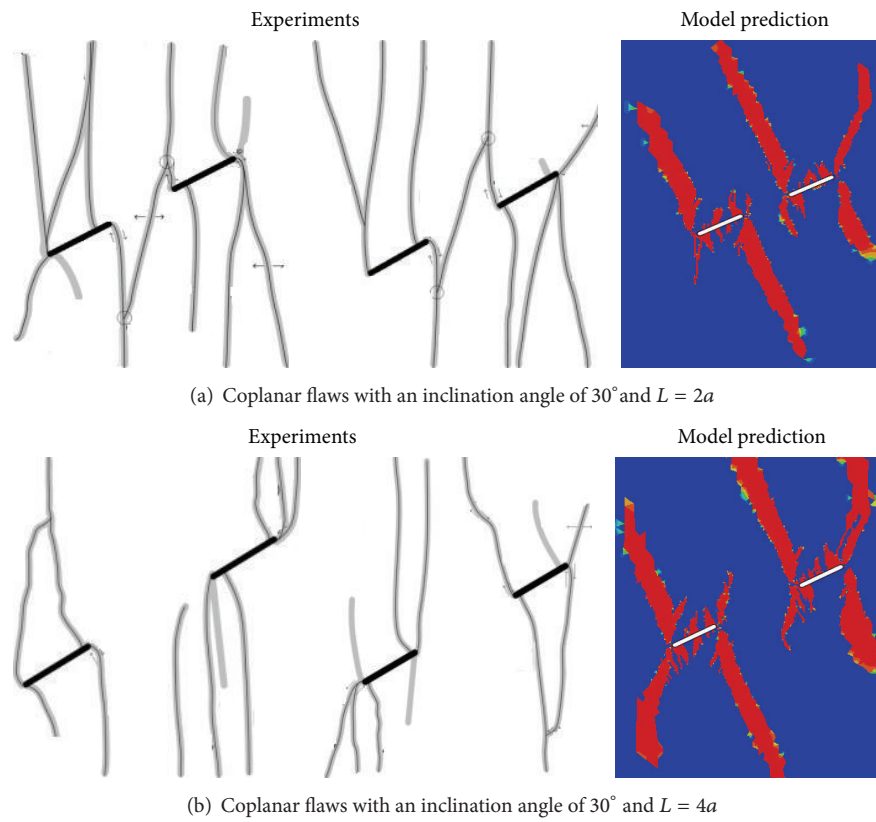 Experiments
Model prediction
(a) Coplanar flaws with an inclination angle of 30° and L = 2a
Experiments
Model prediction
(b) Coplanar flaws with an inclination angle of 30° and L = 4a